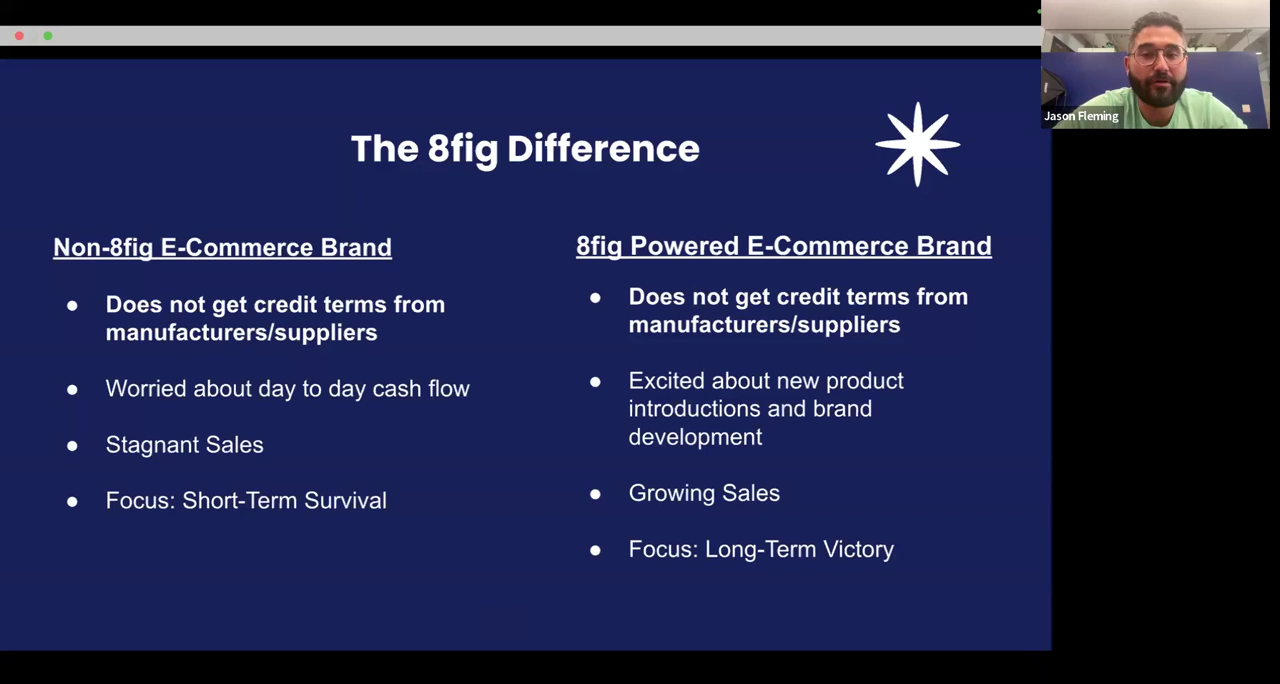 Jason Fleming
The 8fig Difference
Non-8fig E-Commerce Brand
Does not get credit terms from
manufacturers/suppliers
Worried about day to day cash flow
Stagnant Sales
Focus: Short-Term Survival
8fig Powered E-Commerce Brand
Does not get credit terms from
manufacturers/suppliers
Excited about new product
introductions and brand
development
Growing Sales
Focus: Long-Term Victory